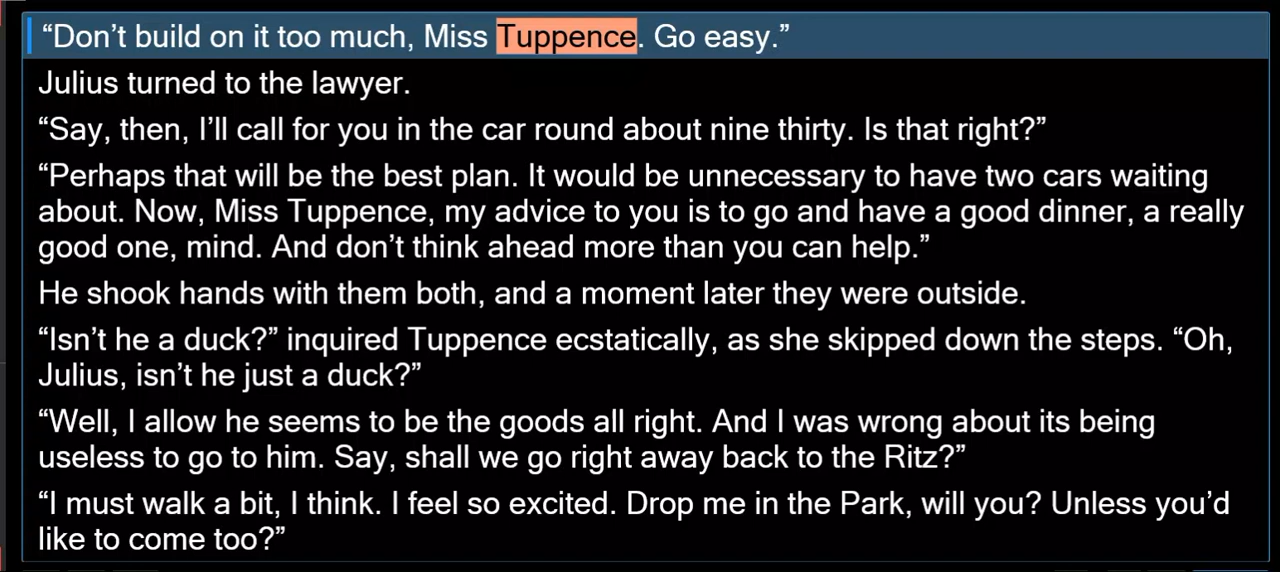 “Don’t build on it too much, Miss Tuppence. Go easy.”
Julius turned to the lawyer.
“Say, then, I’ll call for you in the car round about nine thirty. Is that right?”
“Perhaps that will be the best plan. It would be unnecessary to have two cars waiting
about. Now, Miss Tuppence, my advice to you is to go and have a good dinner, a really
good one, mind. And don’t think ahead more than you can help.”
He shook hands with them both, and a moment later they were outside.
“Isn’t he a duck?” inquired Tuppence ecstatically, as she skipped down the steps. “Oh,
Julius, isn’t he just a duck?”
“Well, I allow he seems to be the goods all right. And I was wrong about its being
useless to go to him. Say, shall we go right away back to the Ritz?”
“I must walk a bit, I think. I feel so excited. Drop me in the Park, will you? Unless you’d
like to come too?”